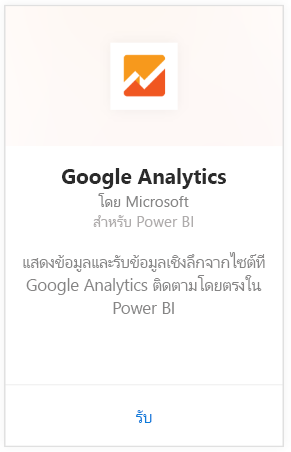 Google Analytics
โดย Microsoft
สำหรับ Power BI
แสดงข้อมูลและรับข้อมูลเชิงลึกจากไซต์ที่
Google Analytics ติดตามโดยตรงใน
Power BI
รับ